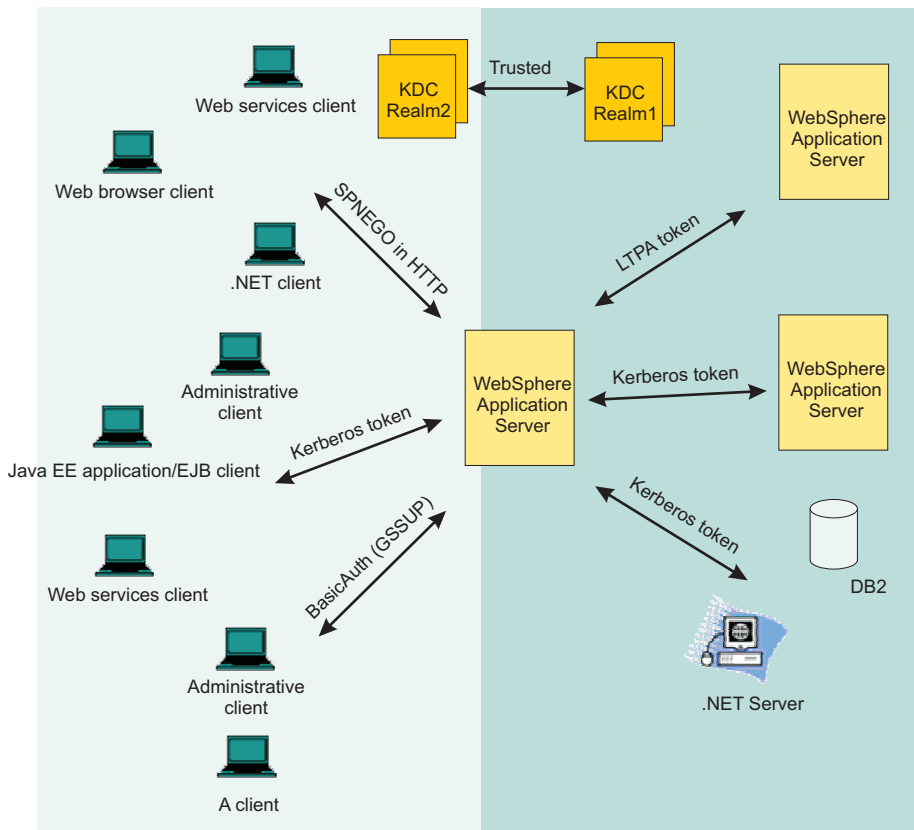 Web services client
KDC
Realm2
Trusted
KDC
Realm1
WebSphere
Application
Server
Web browser client
SPNEGO in HTTP
LTPA token
.NET client
Administrative
client
WebSphere
Application
Server
Kerberos token
WebSphere
Application
Server
Kerberos token
Java EE application/EJB client
Kerberos token
BasicAuth (GSSUP)
Web services client
DB2
Administrative
client
.NET Server
A client